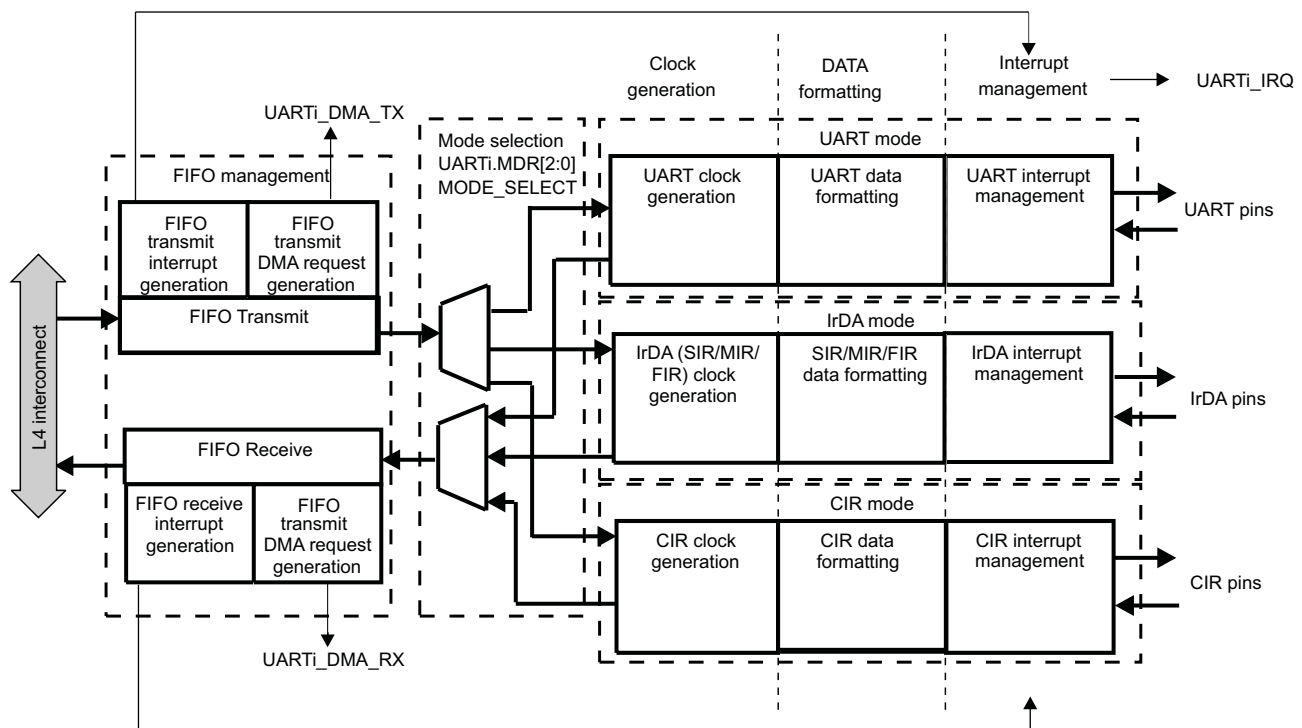 Clock
generation
DATA
formatting
Interrupt
management
UARTi_IRQ
UARTi_DMA_TX
Mode selection
UARTi.MDR[2:0]
MODE_SELECT
FIFO management
FIFO
transmit
interrupt
generation
FIFO
transmit
DMA request
generation
FIFO Transmit
L4 interconnect
FIFO Receive
FIFO receive
interrupt
generation
FIFO
transmit
DMA request
generation
UARTi_DMA_RX
UART mode
UART clock
generation
UART data
formatting
UART interrupt
management
UART pins
IrDA mode
IrDA (SIR/MIR/
FIR) clock
generation
SIR/MIR/FIR
data formatting
IrDA interrupt
management
IrDA pins
CIR mode
CIR clock
generation
CIR data
formatting
CIR interrupt
management
CIR pins